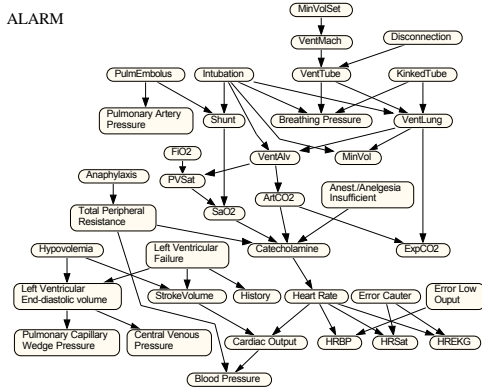 ALARM
MinVolSet
VentMach
Disconnection
PulmEmbolus
Intubation
VentTube
KinkedTube
Pulmonary Artery
Pressure
Shunt
Breathing Pressure
VentLung
FiO2
VentAlv
MinVol
Anaphylaxis
PVSat
ArtCO2
Anest./Anelgesia
Insufficient
Total Peripheral
Resistance
SaO2
Catecholamine
ExpCO2
Hypovolemia
Left Ventricular
Failure
Left Ventricular
End-diastolic volume
StrokeVolume
History
Heart Rate
Error Cauter
Error Low
Ouput
Pulmonary Capillary
Wedge Pressure
Central Venous
Pressure
Cardiac Output
HRBP
HRSat
HREKG
Blood Pressure